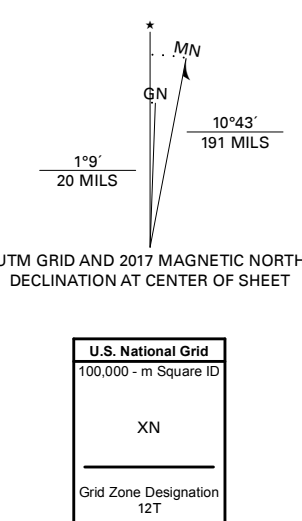 ★
MN
GN
10°43´
191 MILS
1°9´
20 MILS
UTM GRID AND 2017 MAGNETIC NORTH
DECLINATION AT CENTER OF SHEET
U.S. National Grid
100,000 - m Square ID
XN
Grid Zone Designation
12T